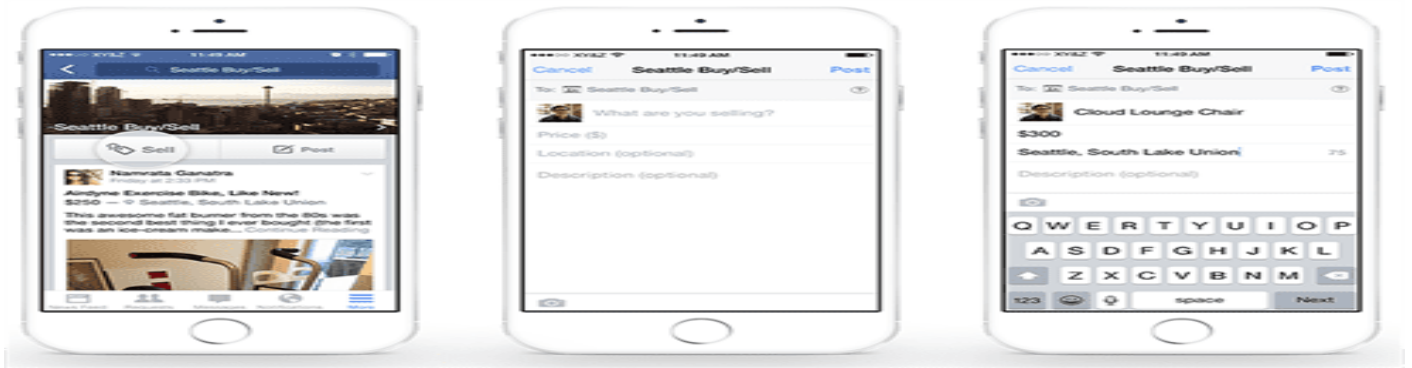 XY&Z 11:49 AM
Seattle Buy/Sell
Seattle Buy/Sell
Sell Post
Namrata Ganatra
Friday at 2:33 PM
Airdyne Exercise Bike, Like New!
$250 — Seattle, South Lake Union
This awesome fat burner from the 80s was
the second best thing I ever bought (the first
was an ice-cream make... Continue Reading
News Feed Requests Messages Notifications More
XY&Z 11:49 AM
Cancel Seattle Buy/Sell Post
To: Seattle Buy/Sell
What are you selling?
Price ($)
Location (optional)
Description (optional)
XY&Z 11:49 AM
Cancel Seattle Buy/Sell Post
To: Seattle Buy/Sell
Cloud Lounge Chair
$300
Seattle, South Lake Union 75
Description (optional)
Q W E R T Y U I O P
A S D F G H J K L
Z X C V B N M
123 space Next